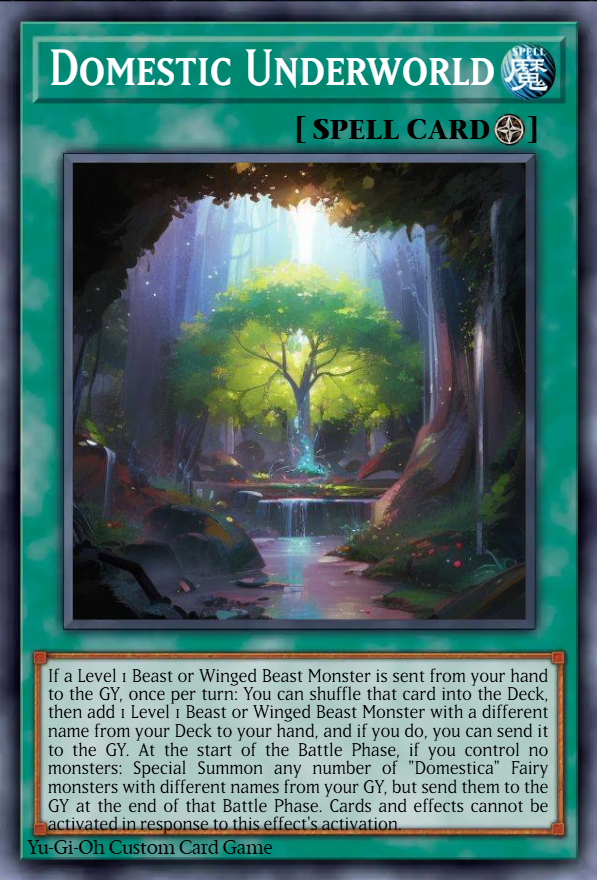 Domestic Underworld
SPELL
魔
[ Spell Card ]
If a Level 1 Beast or Winged Beast Monster is sent from your hand
to the GY, once per turn: You can shuffle that card into the Deck,
then add 1 Level 1 Beast or Winged Beast Monster with a different
name from your Deck to your hand, and if you do, you can send it
to the GY. At the start of the Battle Phase, if you control no
monsters: Special Summon any number of "Domestica" Fairy
monsters with different names from your GY, but send them to the
GY at the end of that Battle Phase. Cards and effects cannot be
activated in response to this effect's activation.
Yu-Gi-Oh Custom Card Game